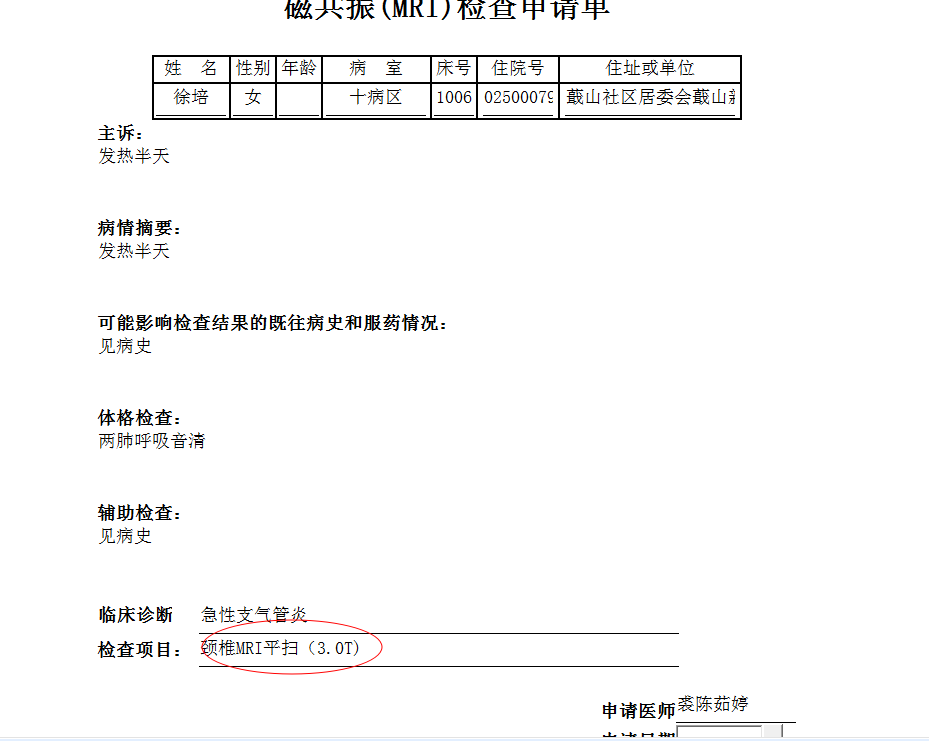 磁共振(MRI)检查申请单
姓 名 性别 年龄 病 室 床号 住院号 住址或单位
徐培 女 十病区 1006 02500079 蕺山社区居委会蕺山
主诉:
发热半天
病情摘要:
发热半天
可能影响检查结果的既往病史和服药情况:
见病史
体格检查:
两肺呼吸音清
辅助检查:
见病史
临床诊断 急性支气管炎
检查项目: 颈椎MRI平扫(3.0T)
申请医师 裘陈茹婷
申请日期